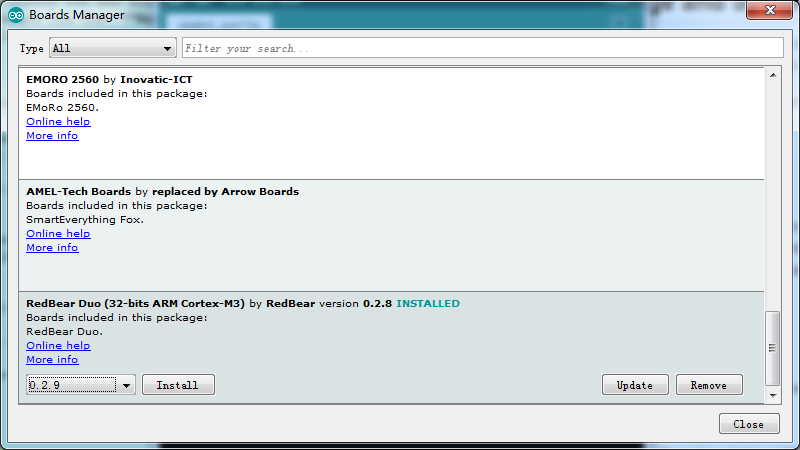 Boards Manager
Type All Filter your search...
EMORO 2560 by Inovatic-ICT
Boards included in this package:
EMoRo 2560.
Online help
More info
AMEL-Tech Boards by replaced by Arrow Boards
Boards included in this package:
SmartEverything Fox.
Online help
More info
RedBear Duo (32-bits ARM Cortex-M3) by RedBear version 0.2.8 INSTALLED
Boards included in this package:
RedBear Duo.
Online help
More info
0.2.9 Install Update Remove
Close